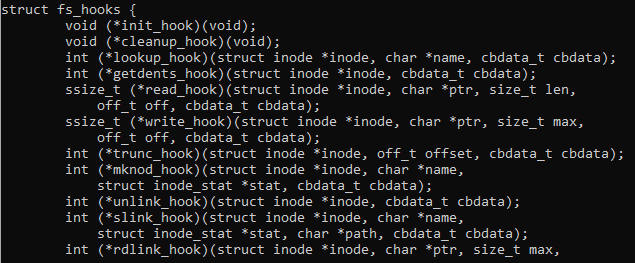 struct fs_hooks {
void (*init_hook)(void);
void (*cleanup_hook)(void);
int (*lookup_hook)(struct inode *inode, char *name, cbdata_t cbdata);
int (*getdents_hook)(struct inode *inode, cbdata_t cbdata);
ssize_t (*read_hook)(struct inode *inode, char *ptr, size_t len,
off_t off, cbdata_t cbdata);
ssize_t (*write_hook)(struct inode *inode, char *ptr, size_t max,
off_t off, cbdata_t cbdata);
int (*trunc_hook)(struct inode *inode, off_t offset, cbdata_t cbdata);
int (*mknod_hook)(struct inode *inode, char *name,
struct inode_stat *stat, cbdata_t cbdata);
int (*unlink_hook)(struct inode *inode, cbdata_t cbdata);
int (*slink_hook)(struct inode *inode, char *name,
struct inode_stat *stat, char *path, cbdata_t cbdata);
int (*rdlink_hook)(struct inode *inode, char *ptr, size_t max,